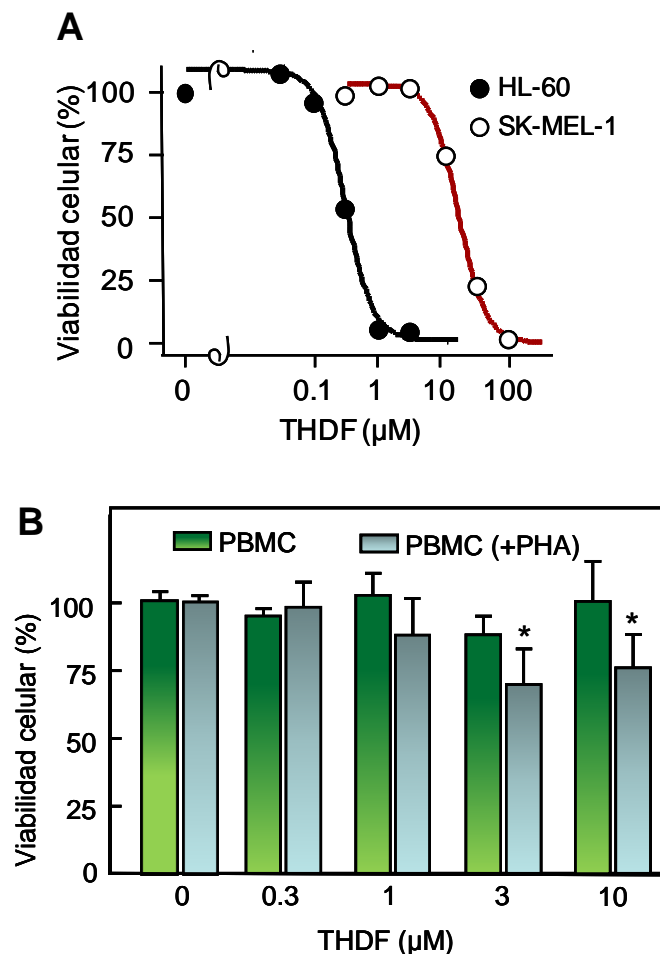 A
Viabilidad celular (%)
100
75
50
25
0
HL-60
SK-MEL-1
0 0.1 1 10 100
THDF (µM)
B
PBMC PBMC (+PHA)
Viabilidad celular (%)
100
75
50
25
0
* *
0 0.3 1 3 10
THDF (µM)